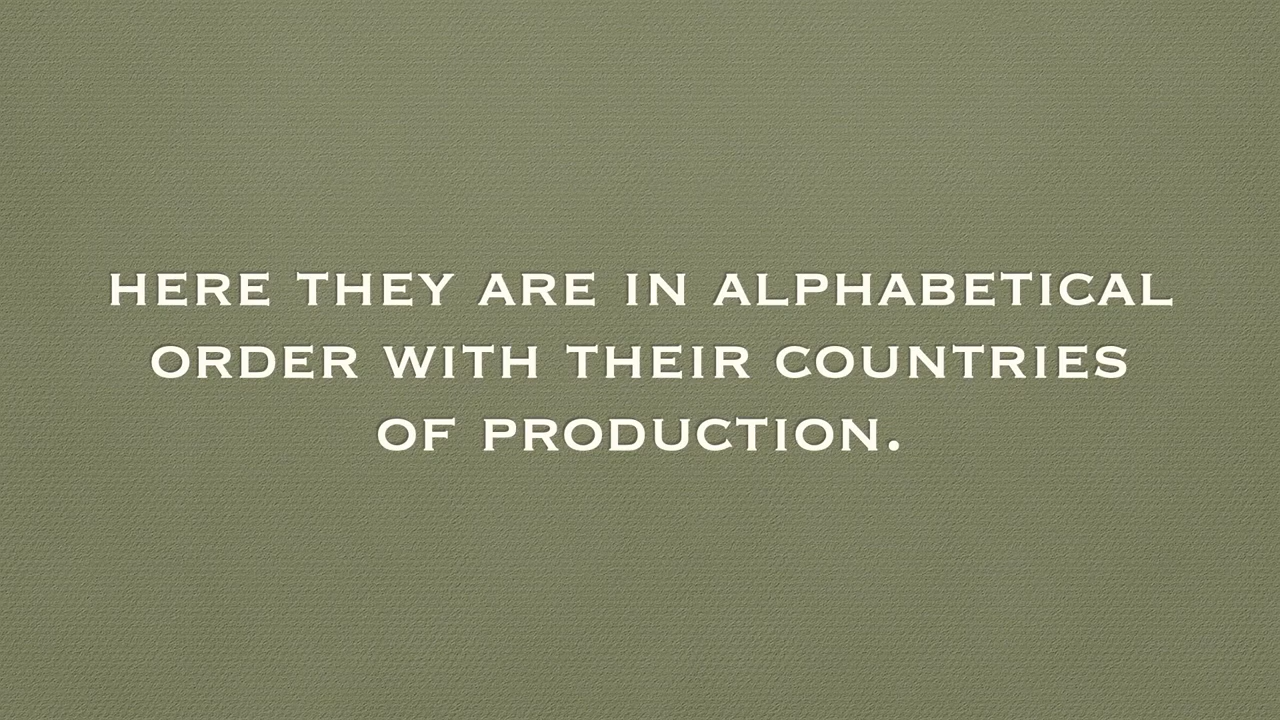 HERE THEY ARE IN ALPHABETICAL
ORDER WITH THEIR COUNTRIES
OF PRODUCTION.